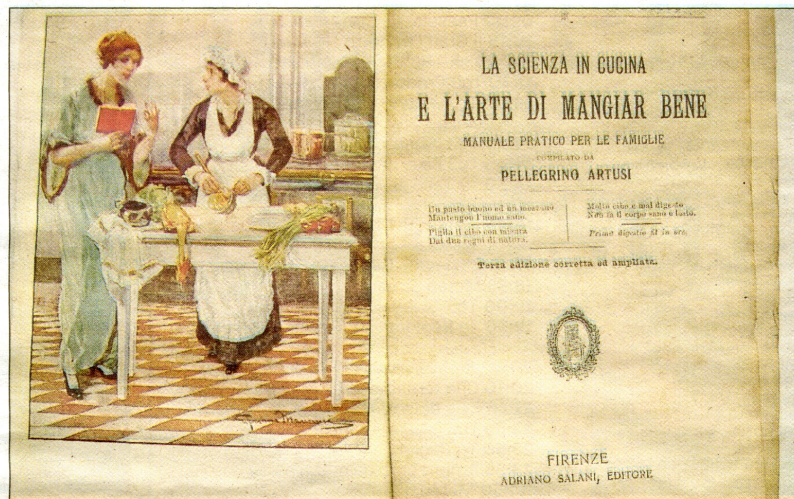 LA SCIENZA IN CUCINA
E L'ARTE DI MANGIAR BENE
MANUALE PRATICO PER LE FAMIGLIE
COMPILATO DA
PELLEGRINO ARTUSI
Un pasto buono ed un mezzano
Mantengon l'uomo sano.
Piglia il cibo con misura
Dai due regni di natura.
Molto cibo e mal digesto
Non fa il corpo sano e lesto.
Prima digestio fit in ore.
Terza edizione corretta ed ampliata.
FIRENZE
ADRIANO SALANI, EDITORE